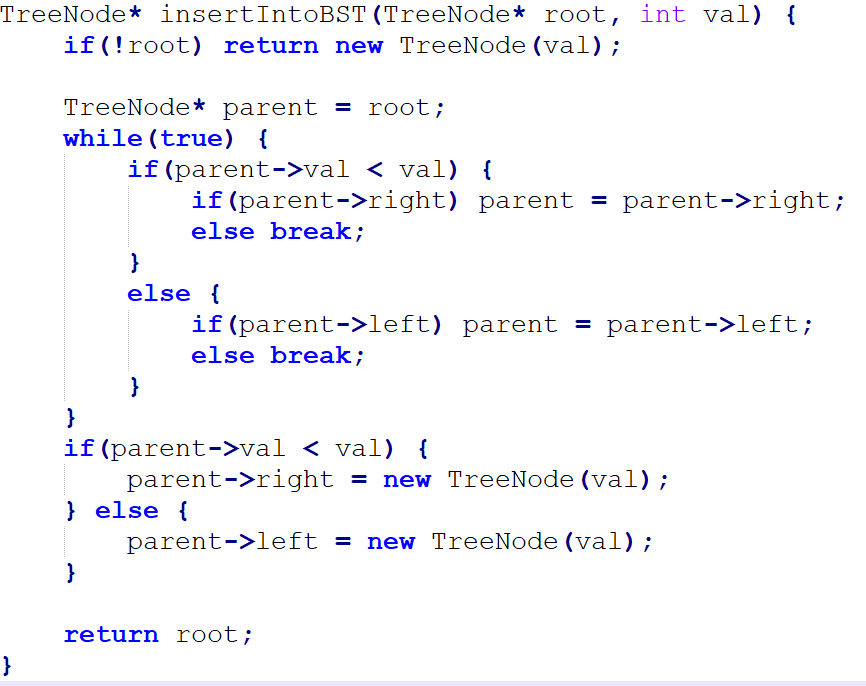 TreeNode* insertIntoBST(TreeNode* root, int val) {
    if(!root) return new TreeNode(val);

    TreeNode* parent = root;
    while(true) {
        if(parent->val < val) {
            if(parent->right) parent = parent->right;
            else break;
        }
        else {
            if(parent->left) parent = parent->left;
            else break;
        }
    }
    if(parent->val < val) {
        parent->right = new TreeNode(val);
    } else {
        parent->left = new TreeNode(val);
    }

    return root;
}